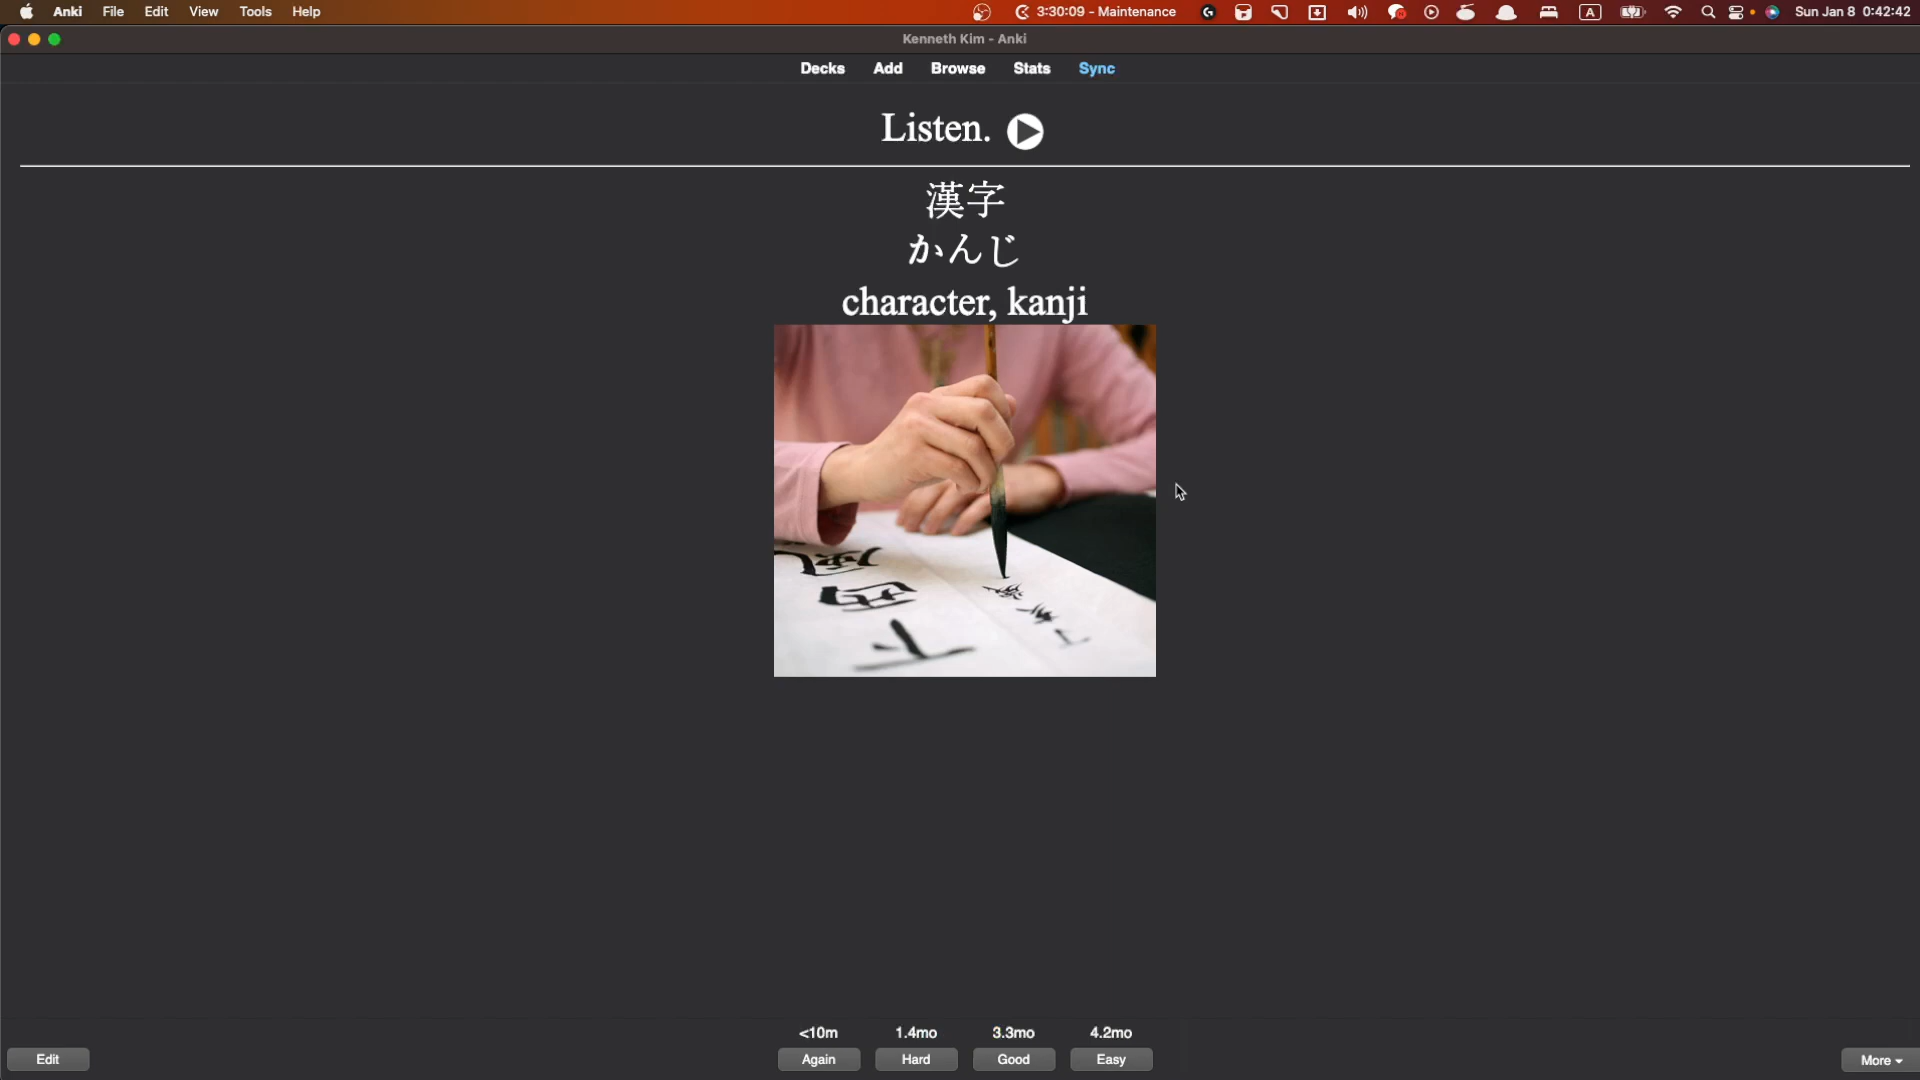 Anki File Edit View Tools Help 3:30:09 - Maintenance A Sun Jan 8 0:42:42
Kenneth Kim - Anki
Decks Add Browse Stats Sync
Listen.
漢字
かんじ
character, kanji
<10m 1.4mo 3.3mo 4.2mo
Edit Again Hard Good Easy More